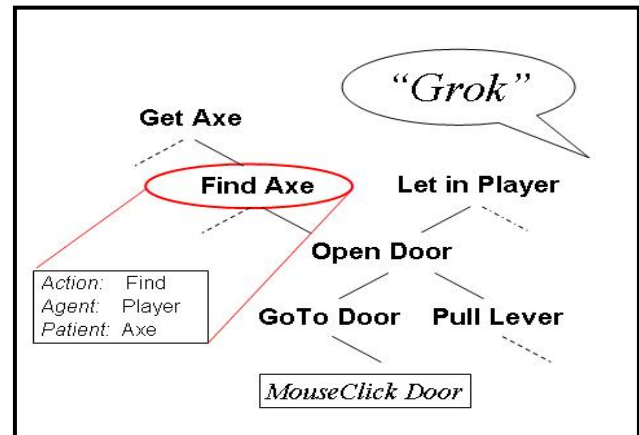 “Grok”
Get Axe
Find Axe
Let in Player
Open Door
Action: Find
Agent: Player
Patient: Axe
GoTo Door
Pull Lever
MouseClick Door